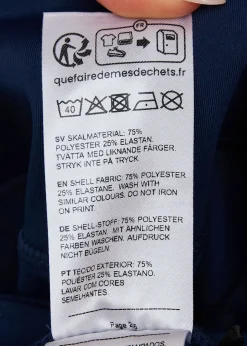 FR
quefairedemesdechets.fr
40
SV SKALMATERIAL: 75%
POLYESTER 25% ELASTAN.
TVÄTTA MED LIKNANDE FÄRGER.
STRYK INTE PÅ TRYCK.
EN SHELL FABRIC: 75% POLYESTER
25% ELASTANE. WASH WITH
SIMILAR COLOURS. DO NOT IRON
ON PRINT.
DE SHELL-STOFF: 75% POLYESTER
25% ELASTAN. MIT ÄHNLICHEN
FARBEN WASCHEN. AUFDRUCK
NICHT BÜGELN.
PT TECIDO EXTERIOR: 75%
POLIÉSTER 25% ELASTANO.
LAVAR COM CORES
SEMELHANTES.